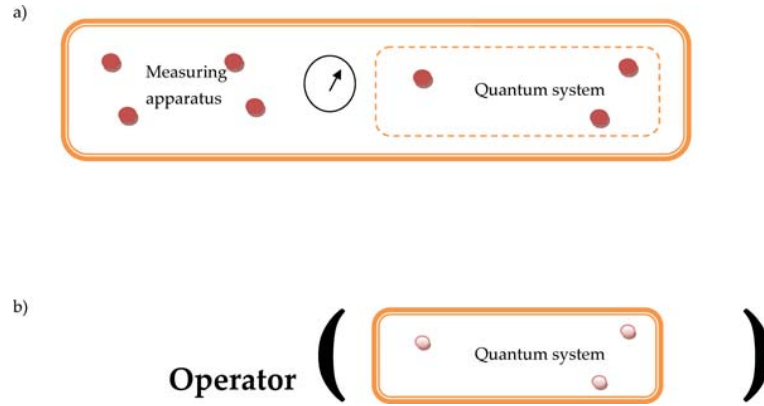 a)
Measuring
apparatus
Quantum system
b)
Operator
(
Quantum system
)